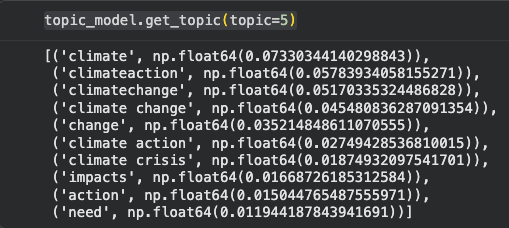 topic_model.get_topic(topic=5)
[('climate', np.float64(0.07330344140298843)),
('climateaction', np.float64(0.05783934058155271)),
('climatechange', np.float64(0.05170335324486828)),
('climate change', np.float64(0.045480836287091354)),
('change', np.float64(0.035214848611070555)),
('climate action', np.float64(0.02749428536810015)),
('climate crisis', np.float64(0.01874932097541701)),
('impacts', np.float64(0.01668726185312584)),
('action', np.float64(0.015044765487555971)),
('need', np.float64(0.011944187843941691))]